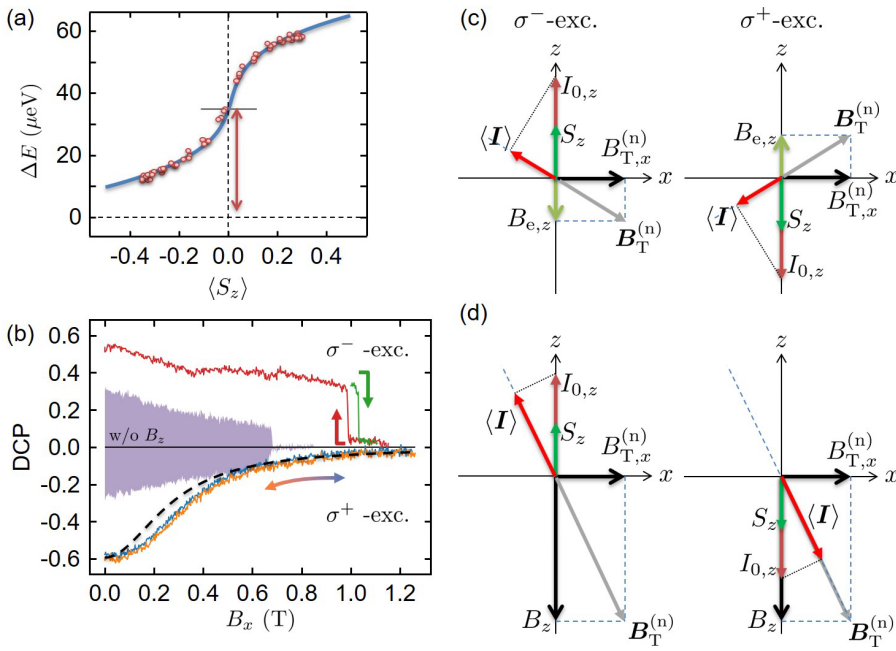 (a)
60
40
20
0
ΔE (μeV)
-0.4 -0.2 0.0 0.2 0.4
⟨S_z⟩
(b)
0.6
0.4
0.2
0.0
-0.2
-0.4
-0.6
DCP
σ⁻ -exc.
w/o B_z
σ⁺ -exc.
0.0 0.2 0.4 0.6 0.8 1.0 1.2
B_x (T)
(c)
σ⁻-exc.
z
I_{0,z}
⟨I⟩
S_z
B_{T,x}^{(n)}
x
B_{e,z}
B_T^{(n)}
σ⁺-exc.
z
B_T^{(n)}
B_{e,z}
x
⟨I⟩
B_{T,x}^{(n)}
S_z
I_{0,z}
(d)
z
I_{0,z}
⟨I⟩
S_z
B_{T,x}^{(n)}
x
B_z
B_T^{(n)}
z
B_{T,x}^{(n)}
x
S_z
⟨I⟩
I_{0,z}
B_z
B_T^{(n)}